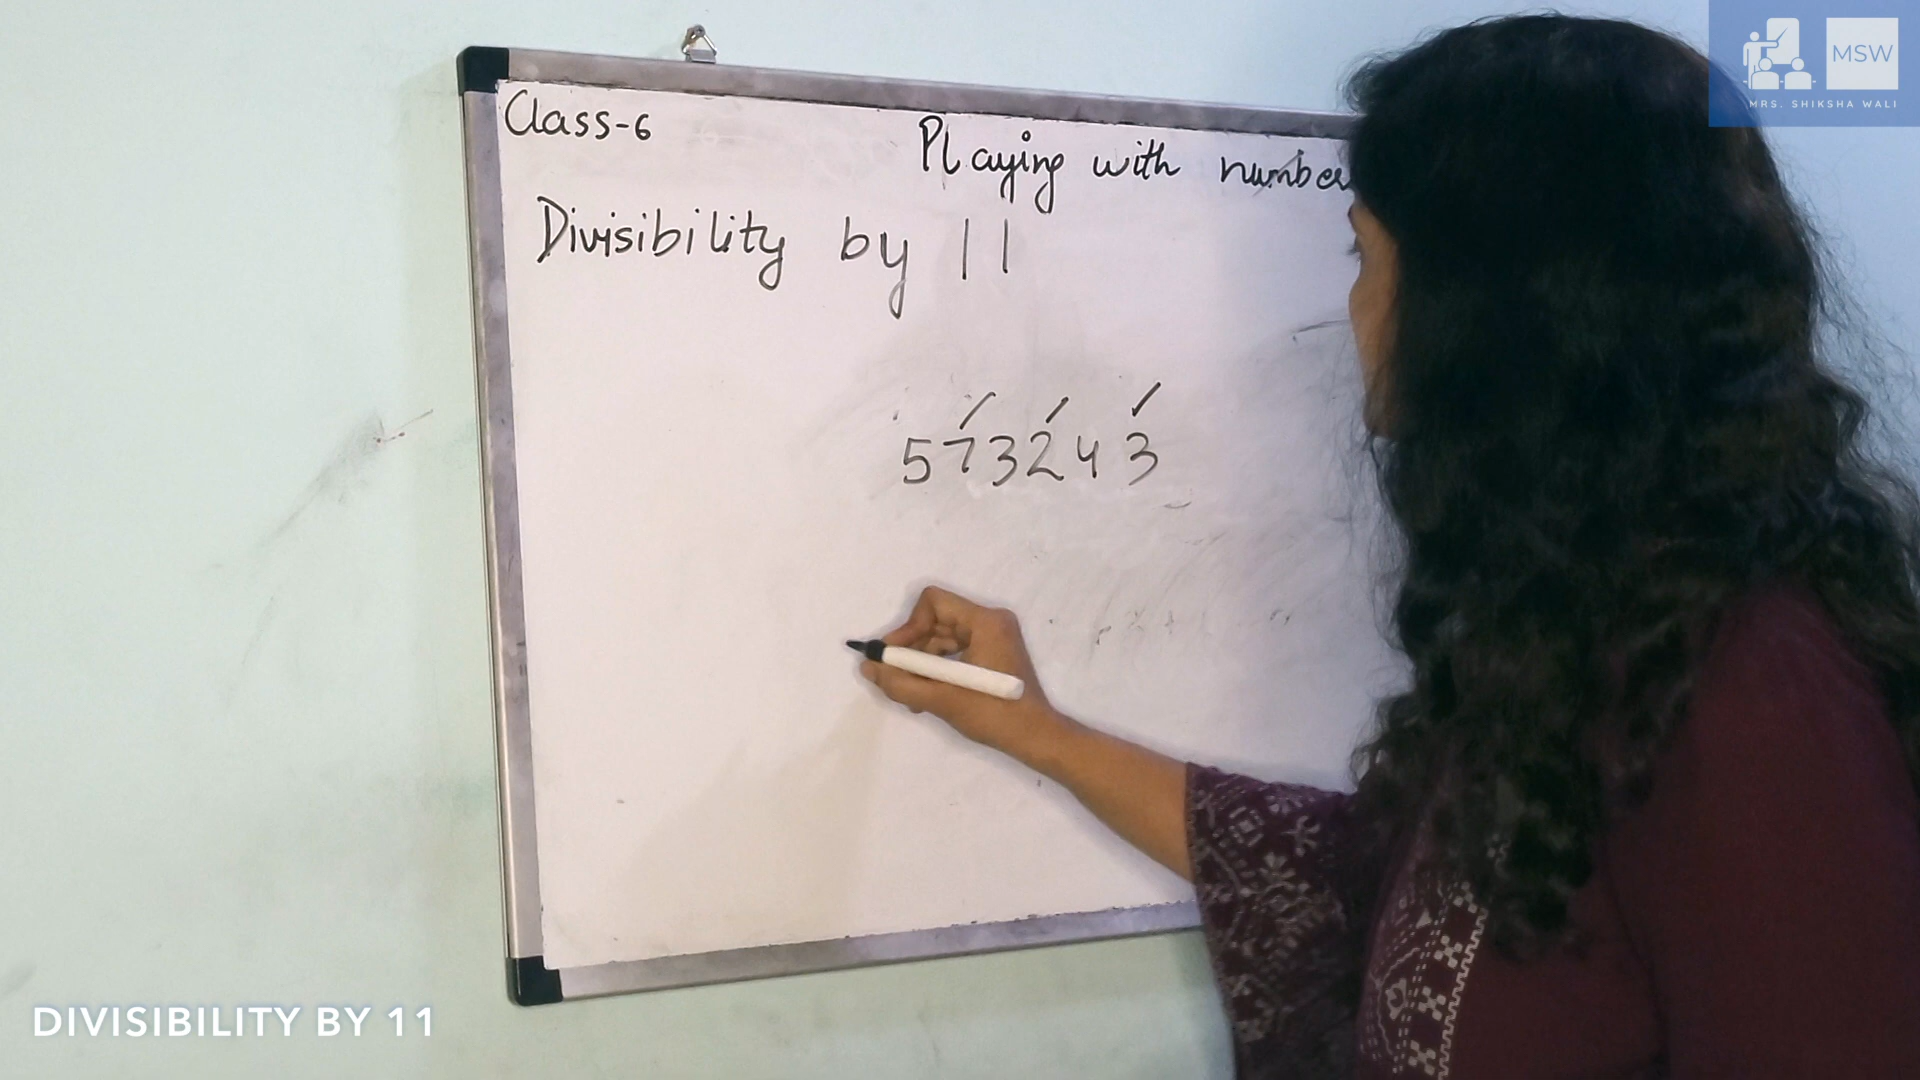 MSW
MRS. SHIKSHA WALI
Class-6
Playing with number
Divisibility by 11
573243
DIVISIBILITY BY 11